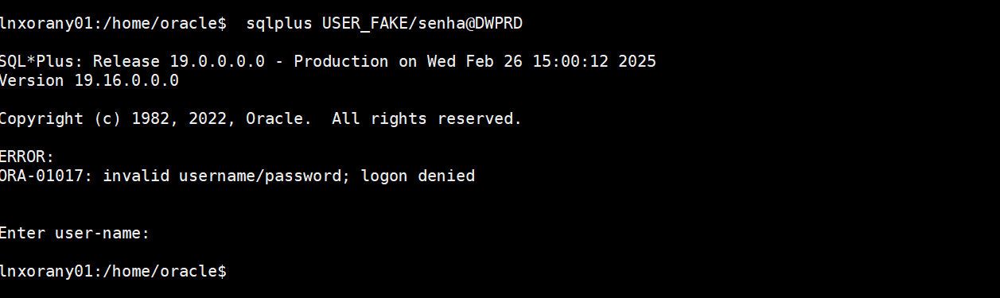 lnxorany01:/home/oracle$  sqlplus USER_FAKE/senha@DWPRD
SQL*Plus: Release 19.0.0.0.0 - Production on Wed Feb 26 15:00:12 2025
Version 19.16.0.0.0
Copyright (c) 1982, 2022, Oracle.  All rights reserved.
ERROR:
ORA-01017: invalid username/password; logon denied
Enter user-name:
lnxorany01:/home/oracle$